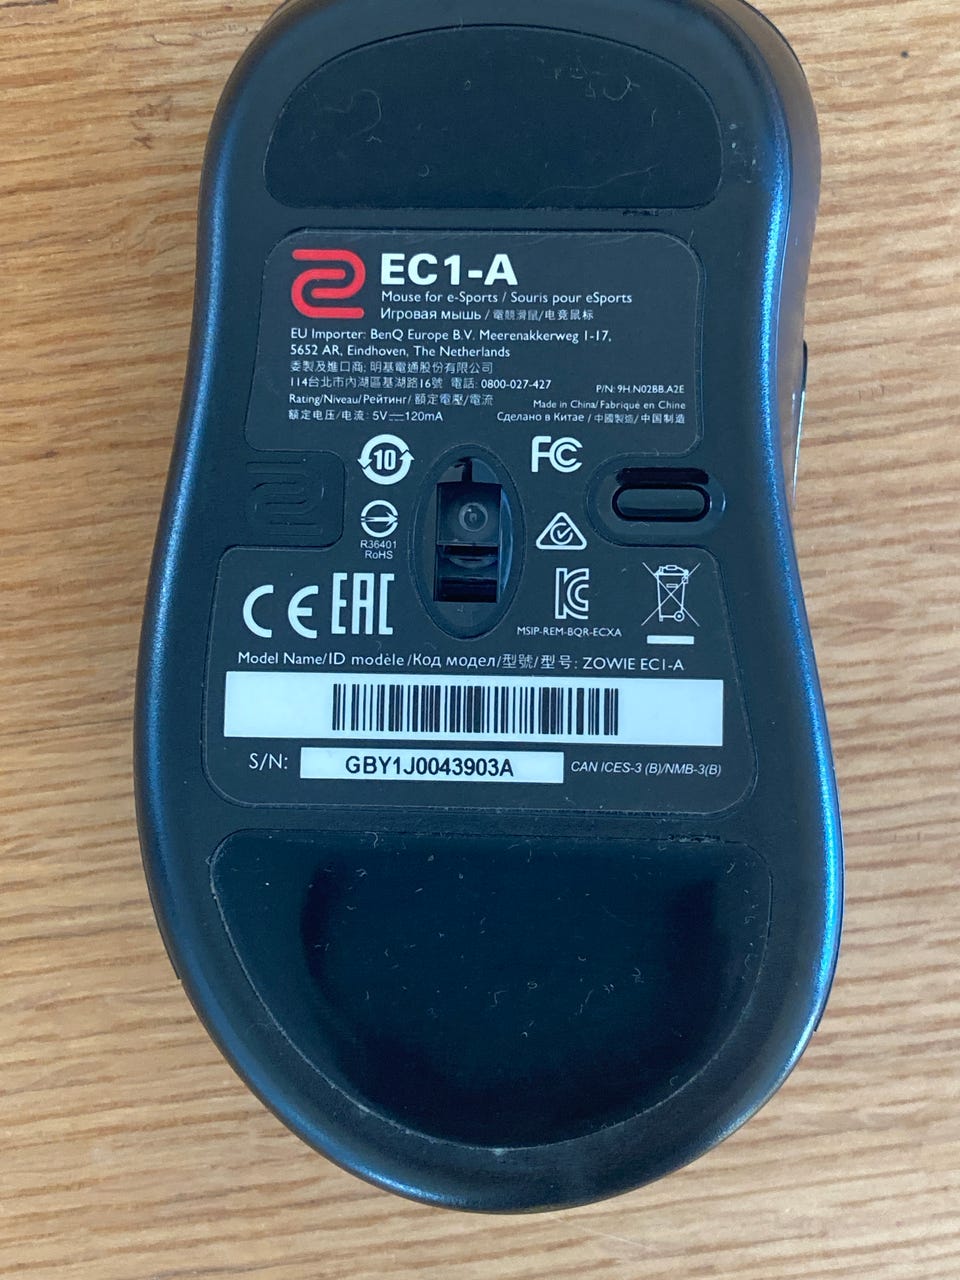 EC1-A
Mouse for e-Sports / Souris pour eSports
Игровая мышь / 電競滑鼠/电竞鼠标
EU Importer: BenQ Europe B.V. Meerenakkerweg 1-17,
5652 AR, Eindhoven, The Netherlands
委製及進口商; 明基電通股份有限公司
114台北市內湖區基湖路16號 電話: 0800-027-427
P/N: 9H.N02BB.A2E
Rating/Niveau/Рейтинг/ 額定電壓/電流
Made in China/Fabriqué en Chine
额定电压/电流: 5V⎓120mA
Сделано в Китае / 中國製造/中国制造
10
FC
R36401
RoHS
CE EAC
KC
MSIP-REM-BQR-ECXA
Model Name/ID modèle/Код модел/型號/型号: ZOWIE EC1-A
S/N: GBY1J0043903A
CAN ICES-3 (B)/NMB-3(B)